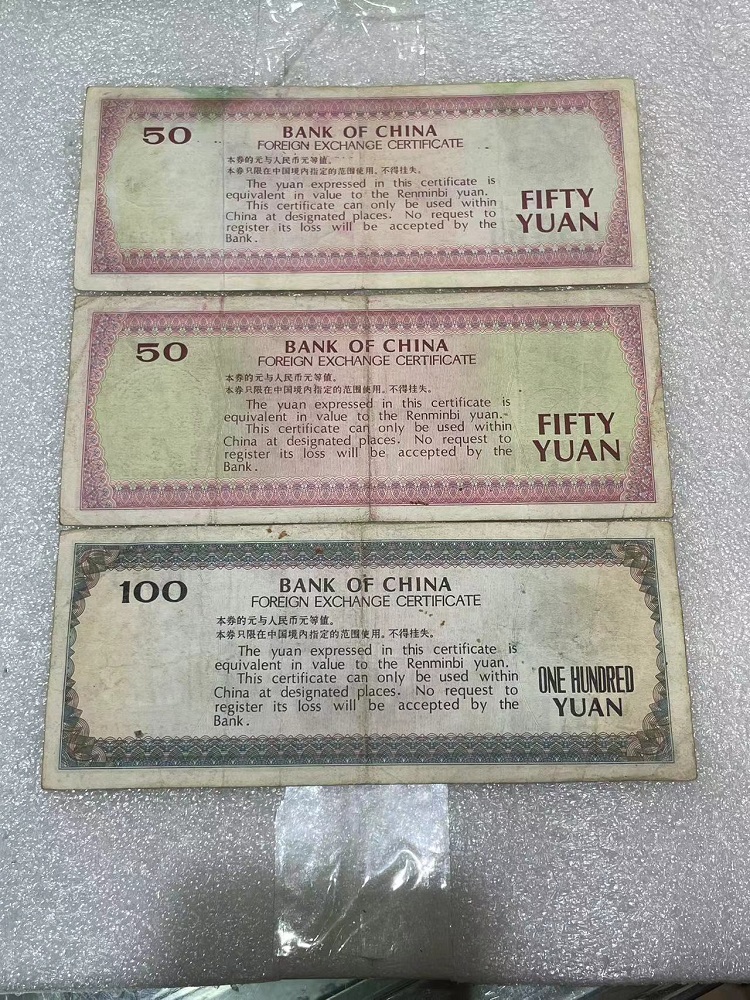 50
BANK OF CHINA
FOREIGN EXCHANGE CERTIFICATE
本券的元与人民币元等值。
本券只限在中国境内指定的范围使用。不得挂失。
The yuan expressed in this certificate is
equivalent in value to the Renminbi yuan.
This certificate can only be used within
China at designated places. No request to
register its loss will be accepted by the
Bank.
FIFTY
YUAN
50
BANK OF CHINA
FOREIGN EXCHANGE CERTIFICATE
本券的元与人民币元等值。
本券只限在中国境内指定的范围使用。不得挂失。
The yuan expressed in this certificate is
equivalent in value to the Renminbi yuan.
This certificate can only be used within
China at designated places. No request to
register its loss will be accepted by the
Bank.
FIFTY
YUAN
100
BANK OF CHINA
FOREIGN EXCHANGE CERTIFICATE
本券的元与人民币元等值。
本券只限在中国境内指定的范围使用。不得挂失。
The yuan expressed in this certificate is
equivalent in value to the Renminbi yuan.
This certificate can only be used within
China at designated places. No request to
register its loss will be accepted by the
Bank.
ONE HUNDRED
YUAN